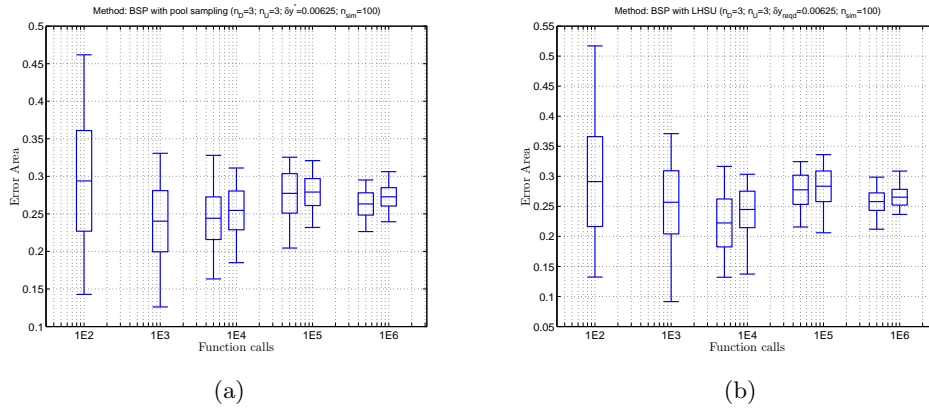 Method: BSP with pool sampling (n_D=3; n_U=3; δy*=0.00625; n_sim=100)
0.5
0.45
0.4
0.35
0.3
0.25
0.2
0.15
0.1
Error Area
1E2 1E3 1E4 1E5 1E6
Function calls
(a)
Method: BSP with LHSU (n_D=3; n_U=3; δy_reqd=0.00625; n_sim=100)
0.55
0.5
0.45
0.4
0.35
0.3
0.25
0.2
0.15
0.1
0.05
Error Area
1E2 1E3 1E4 1E5 1E6
Function calls
(b)